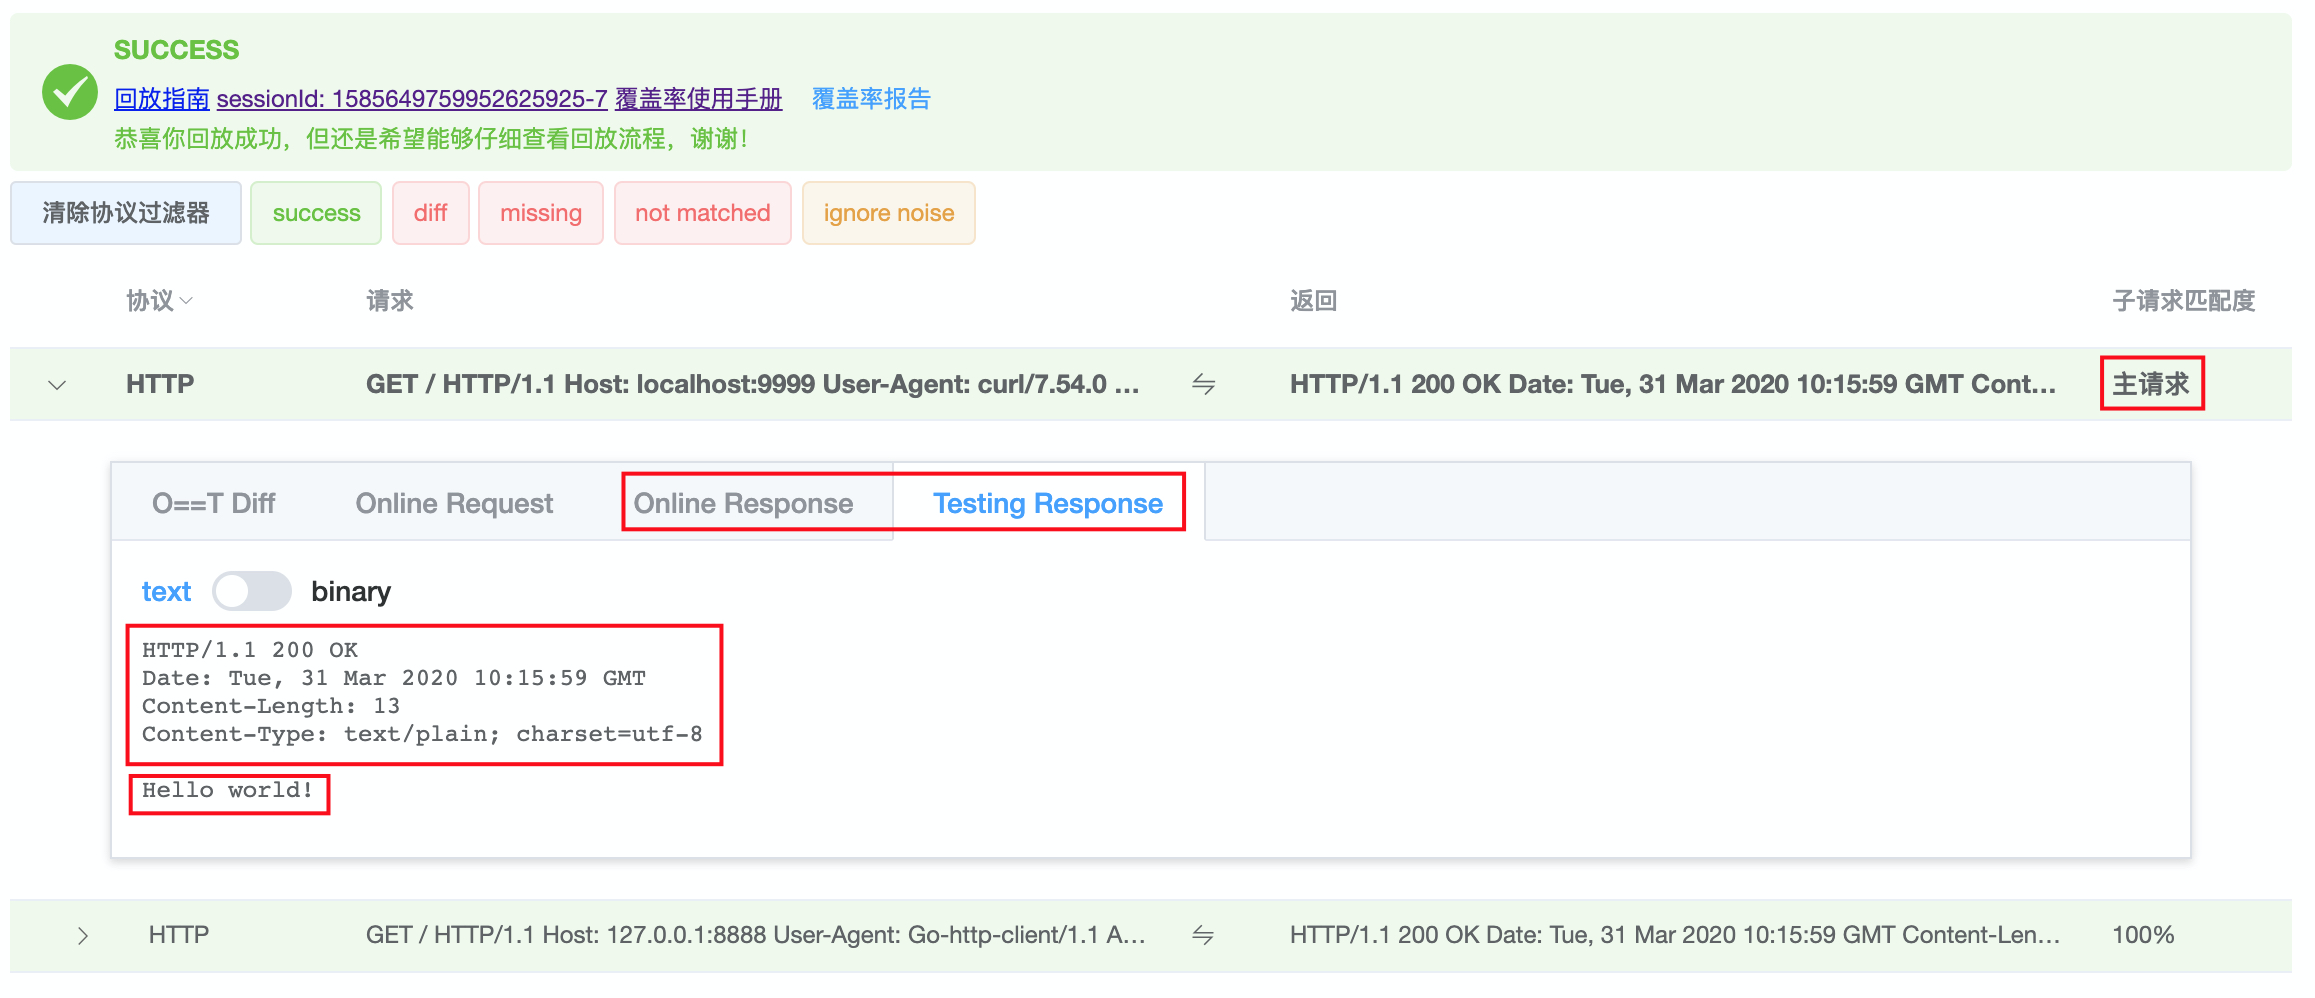 SUCCESS
回放指南 sessionId: 1585649759952625925-7 覆盖率使用手册 覆盖率报告
恭喜你回放成功，但还是希望能够仔细查看回放流程，谢谢！
清除协议过滤器 success diff missing not matched ignore noise
协议 请求 返回 子请求匹配度
HTTP GET / HTTP/1.1 Host: localhost:9999 User-Agent: curl/7.54.0 ... HTTP/1.1 200 OK Date: Tue, 31 Mar 2020 10:15:59 GMT Cont... 主请求
O==T Diff Online Request Online Response Testing Response
text binary
HTTP/1.1 200 OK
Date: Tue, 31 Mar 2020 10:15:59 GMT
Content-Length: 13
Content-Type: text/plain; charset=utf-8
Hello world!
HTTP GET / HTTP/1.1 Host: 127.0.0.1:8888 User-Agent: Go-http-client/1.1 A... HTTP/1.1 200 OK Date: Tue, 31 Mar 2020 10:15:59 GMT Content-Len... 100%